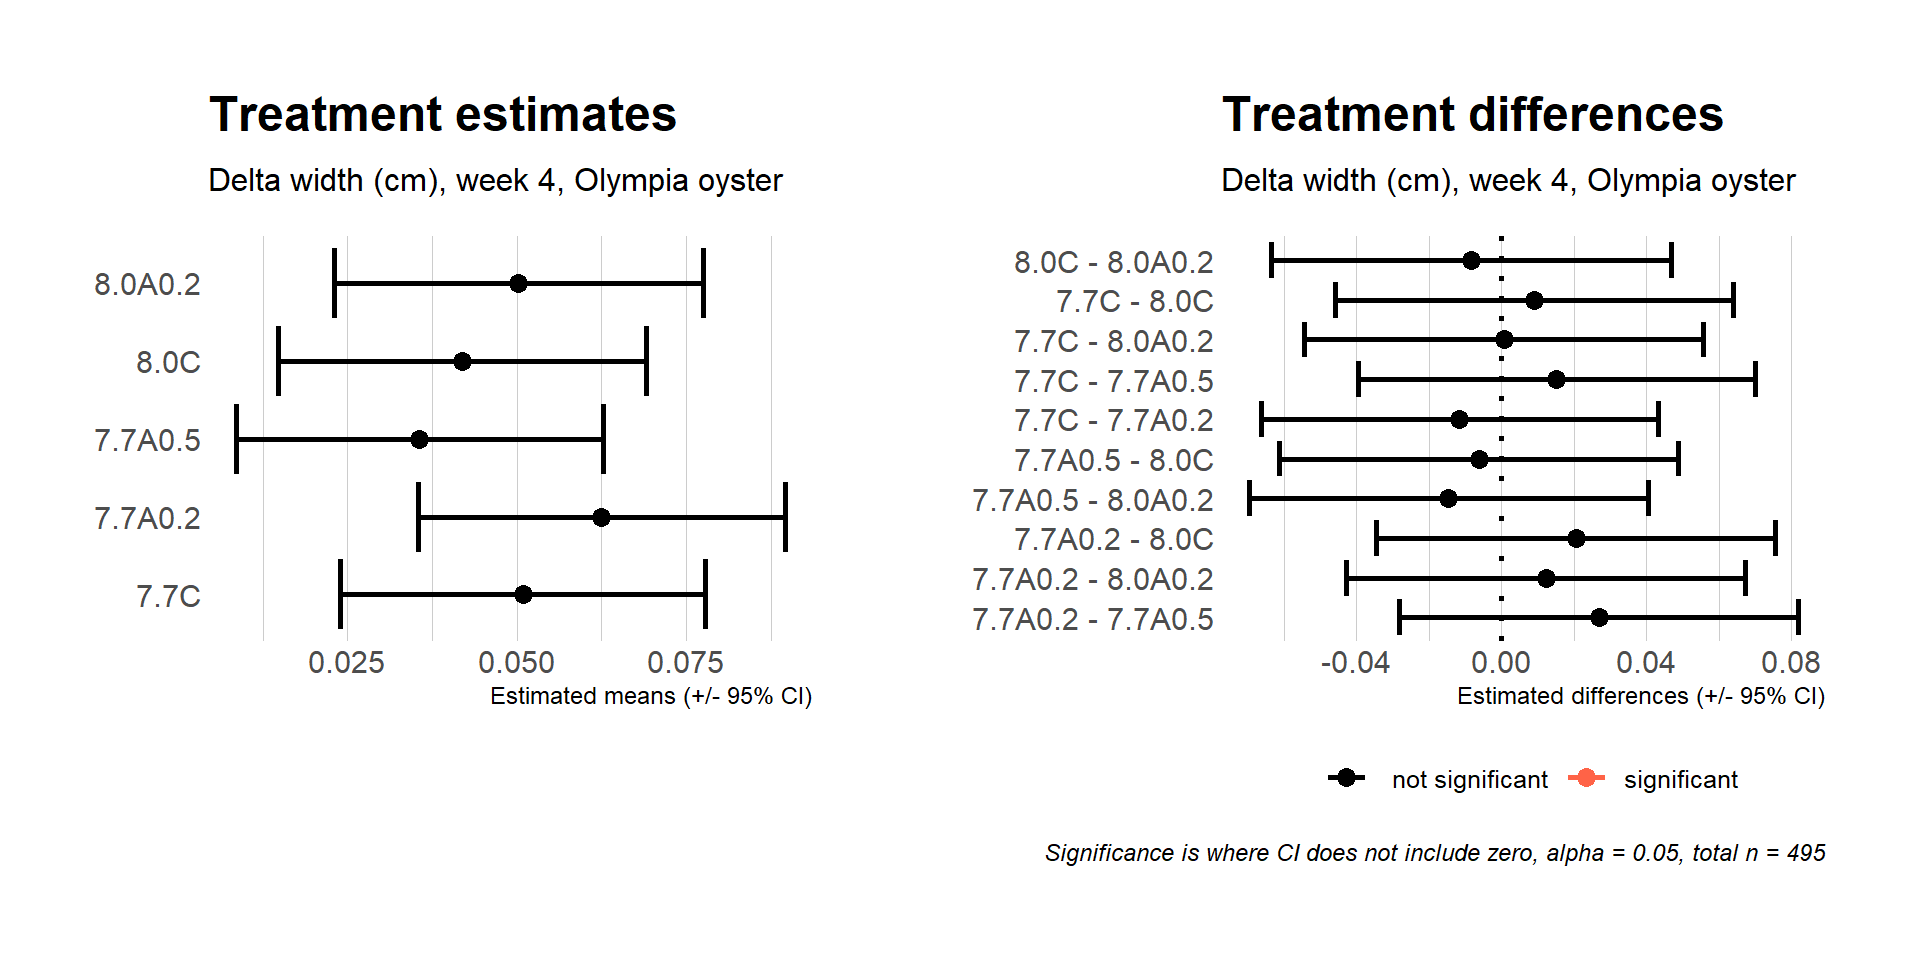 Treatment estimates
Delta width (cm), week 4, Olympia oyster
8.0A0.2
8.0C
7.7A0.5
7.7A0.2
7.7C
0.025 0.050 0.075
Estimated means (+/- 95% CI)
Treatment differences
Delta width (cm), week 4, Olympia oyster
8.0C - 8.0A0.2
7.7C - 8.0C
7.7C - 8.0A0.2
7.7C - 7.7A0.5
7.7C - 7.7A0.2
7.7A0.5 - 8.0C
7.7A0.5 - 8.0A0.2
7.7A0.2 - 8.0C
7.7A0.2 - 8.0A0.2
7.7A0.2 - 7.7A0.5
-0.04 0.00 0.04 0.08
Estimated differences (+/- 95% CI)
not significant significant
Significance is where CI does not include zero, alpha = 0.05, total n = 495